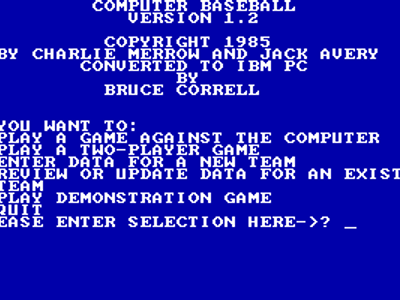 COMPUTER BASEBALL
VERSION 1.2
COPYRIGHT 1985
BY CHARLIE MERROW AND JACK AVERY
CONVERTED TO IBM PC
BY
BRUCE CORRELL
YOU WANT TO:
PLAY A GAME AGAINST THE COMPUTER
PLAY A TWO-PLAYER GAME
ENTER DATA FOR A NEW TEAM
REVIEW OR UPDATE DATA FOR AN EXIST
TEAM
PLAY DEMONSTRATION GAME
QUIT
EASE ENTER SELECTION HERE->? _